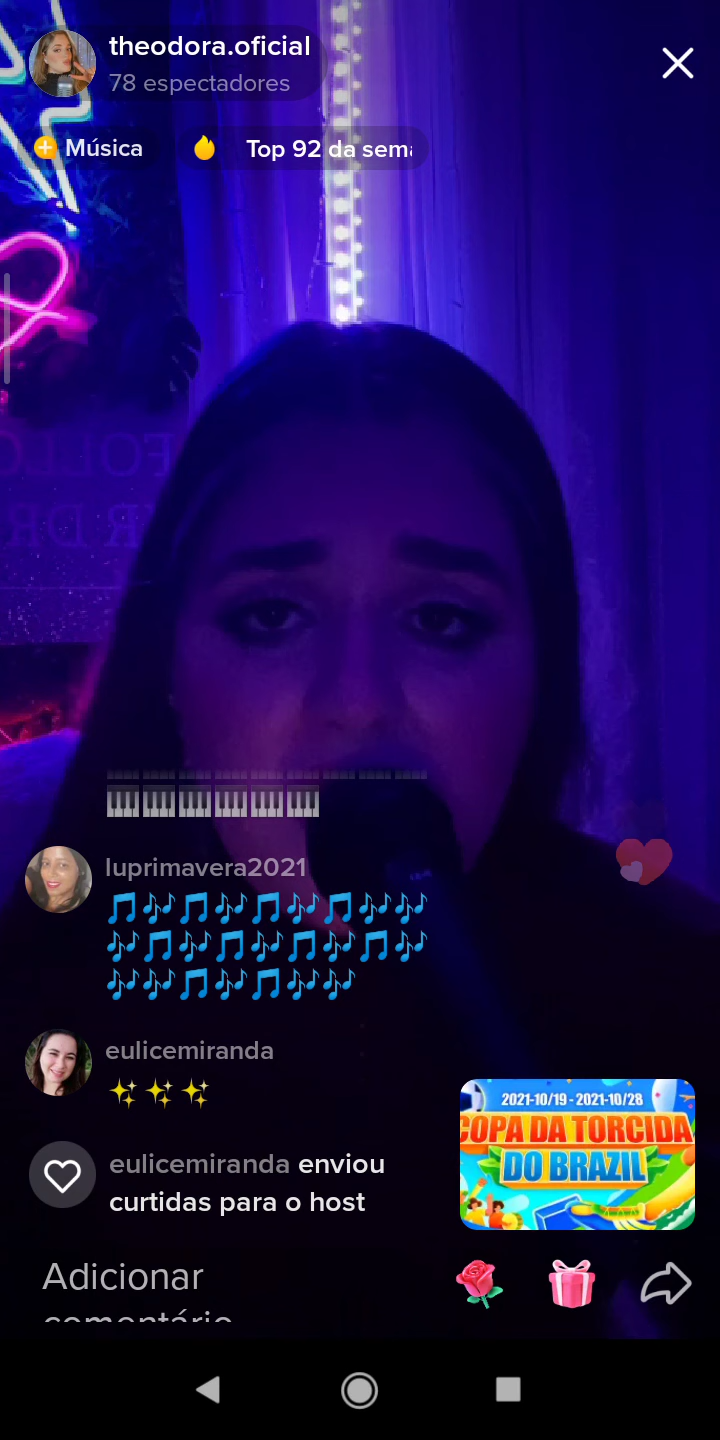 theodora.oficial
78 espectadores
Música
Top 92 da sema
luprimavera2021
eulicemiranda
eulicemiranda enviou
curtidas para o host
2021-10/19 - 2021-10/28
COPA DA TORCIDA
DO BRAZIL
Adicionar
comentário